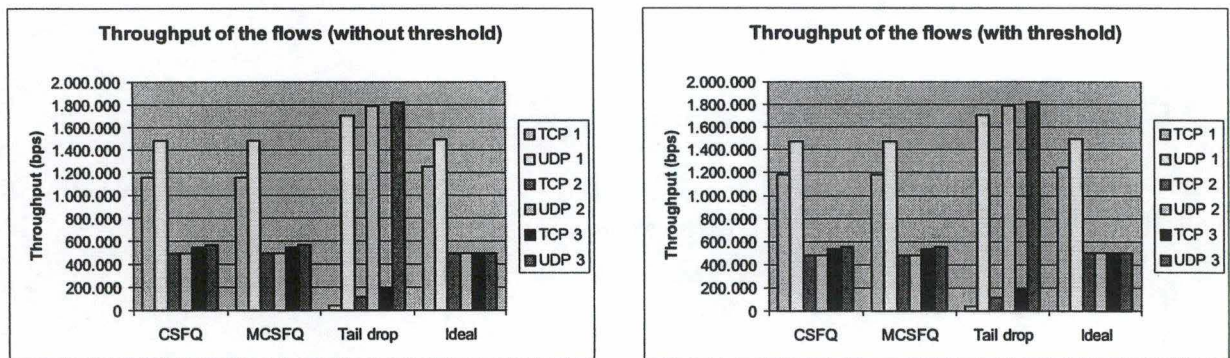 Throughput of the flows (without threshold)
Throughput (bps)
2.000.000
1.800.000
1.600.000
1.400.000
1.200.000
1.000.000
800.000
600.000
400.000
200.000
0
CSFQ
MCSFQ
Tail drop
Ideal
TCP 1
UDP 1
TCP 2
UDP 2
TCP 3
UDP 3
Throughput of the flows (with threshold)
Throughput (bps)
2.000.000
1.800.000
1.600.000
1.400.000
1.200.000
1.000.000
800.000
600.000
400.000
200.000
0
CSFQ
MCSFQ
Tail drop
Ideal
TCP 1
UDP 1
TCP 2
UDP 2
TCP 3
UDP 3